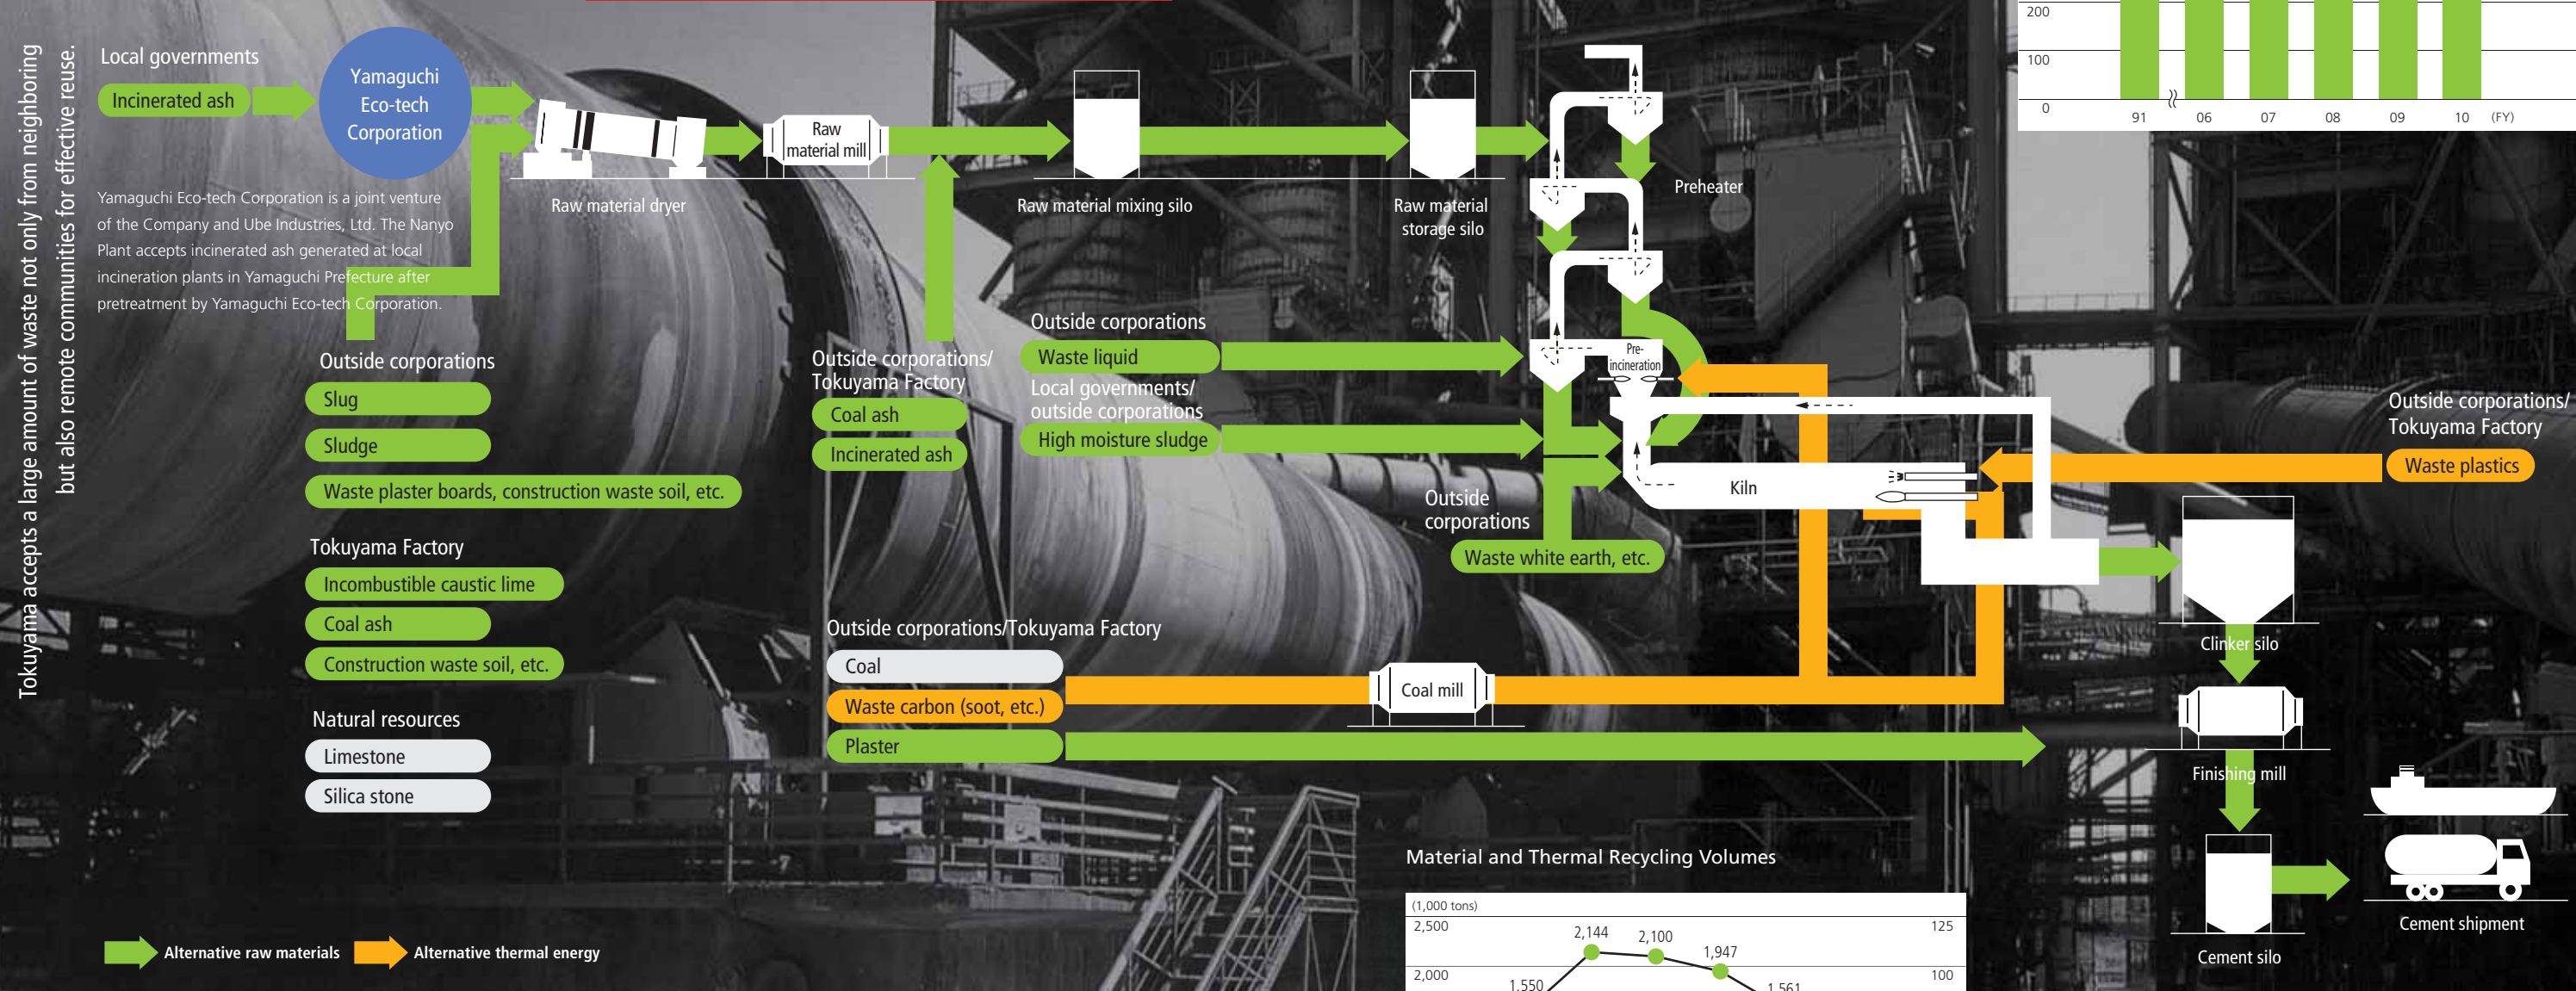 Tokuyama accepts a large amount of waste not only from neighboring
but also remote communities for effective reuse.
Local governments
Incinerated ash
Yamaguchi
Eco-tech
Corporation
Yamaguchi Eco-tech Corporation is a joint venture
of the Company and Ube Industries, Ltd. The Nanyo
Plant accepts incinerated ash generated at local
incineration plants in Yamaguchi Prefecture after
pretreatment by Yamaguchi Eco-tech Corporation.
Raw material dryer
Raw
material mill
Raw material mixing silo
Raw material
storage silo
Preheater
200
100
0
91
06
07
08
09
10
(FY)
Outside corporations
Slug
Sludge
Waste plaster boards, construction waste soil, etc.
Tokuyama Factory
Incombustible caustic lime
Coal ash
Construction waste soil, etc.
Natural resources
Limestone
Silica stone
Outside corporations/
Tokuyama Factory
Coal ash
Incinerated ash
Outside corporations
Waste liquid
Local governments/
outside corporations
High moisture sludge
Pre-
incineration
Outside
corporations
Waste white earth, etc.
Kiln
Outside corporations/
Tokuyama Factory
Waste plastics
Outside corporations/Tokuyama Factory
Coal
Waste carbon (soot, etc.)
Plaster
Coal mill
Clinker silo
Finishing mill
Cement silo
Cement shipment
Alternative raw materials
Alternative thermal energy
Material and Thermal Recycling Volumes
(1,000 tons)
2,500
125
2,144
2,100
1,947
2,000
100
1,550
1,561